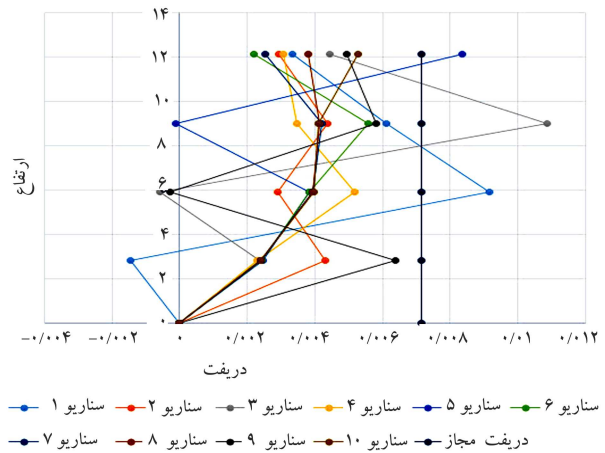 ۱۴
۱۲
۱۰
۸
۶
۴
۲
۰
ارتفاع
−۰/۰۰۴ −۰/۰۰۲ ۰ ۰/۰۰۲ ۰/۰۰۴ ۰/۰۰۶ ۰/۰۰۸ ۰/۰۱ ۰/۰۱۲
دریفت
سناریو ۱ سناریو ۲ سناریو ۳ سناریو ۴ سناریو ۵ سناریو ۶
سناریو ۷ سناریو ۸ سناریو ۹ سناریو ۱۰ دریفت مجاز